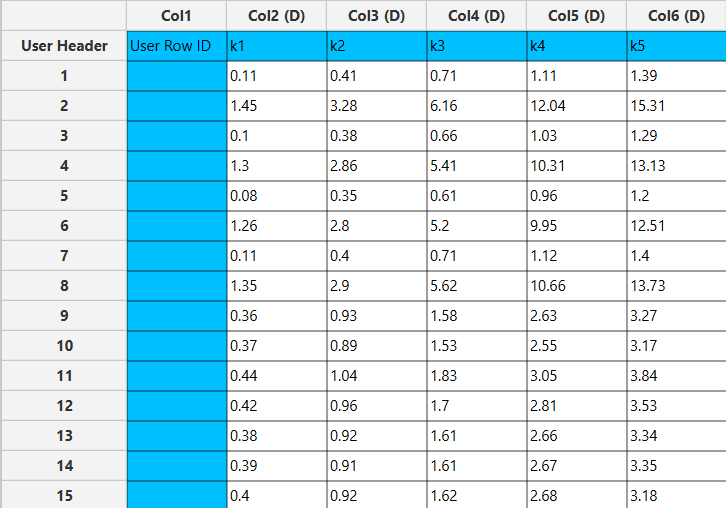 Col1 Col2 (D) Col3 (D) Col4 (D) Col5 (D) Col6 (D)
User Header User Row ID k1 k2 k3 k4 k5
1 0.11 0.41 0.71 1.11 1.39
2 1.45 3.28 6.16 12.04 15.31
3 0.1 0.38 0.66 1.03 1.29
4 1.3 2.86 5.41 10.31 13.13
5 0.08 0.35 0.61 0.96 1.2
6 1.26 2.8 5.2 9.95 12.51
7 0.11 0.4 0.71 1.12 1.4
8 1.35 2.9 5.62 10.66 13.73
9 0.36 0.93 1.58 2.63 3.27
10 0.37 0.89 1.53 2.55 3.17
11 0.44 1.04 1.83 3.05 3.84
12 0.42 0.96 1.7 2.81 3.53
13 0.38 0.92 1.61 2.66 3.34
14 0.39 0.91 1.61 2.67 3.35
15 0.4 0.92 1.62 2.68 3.18